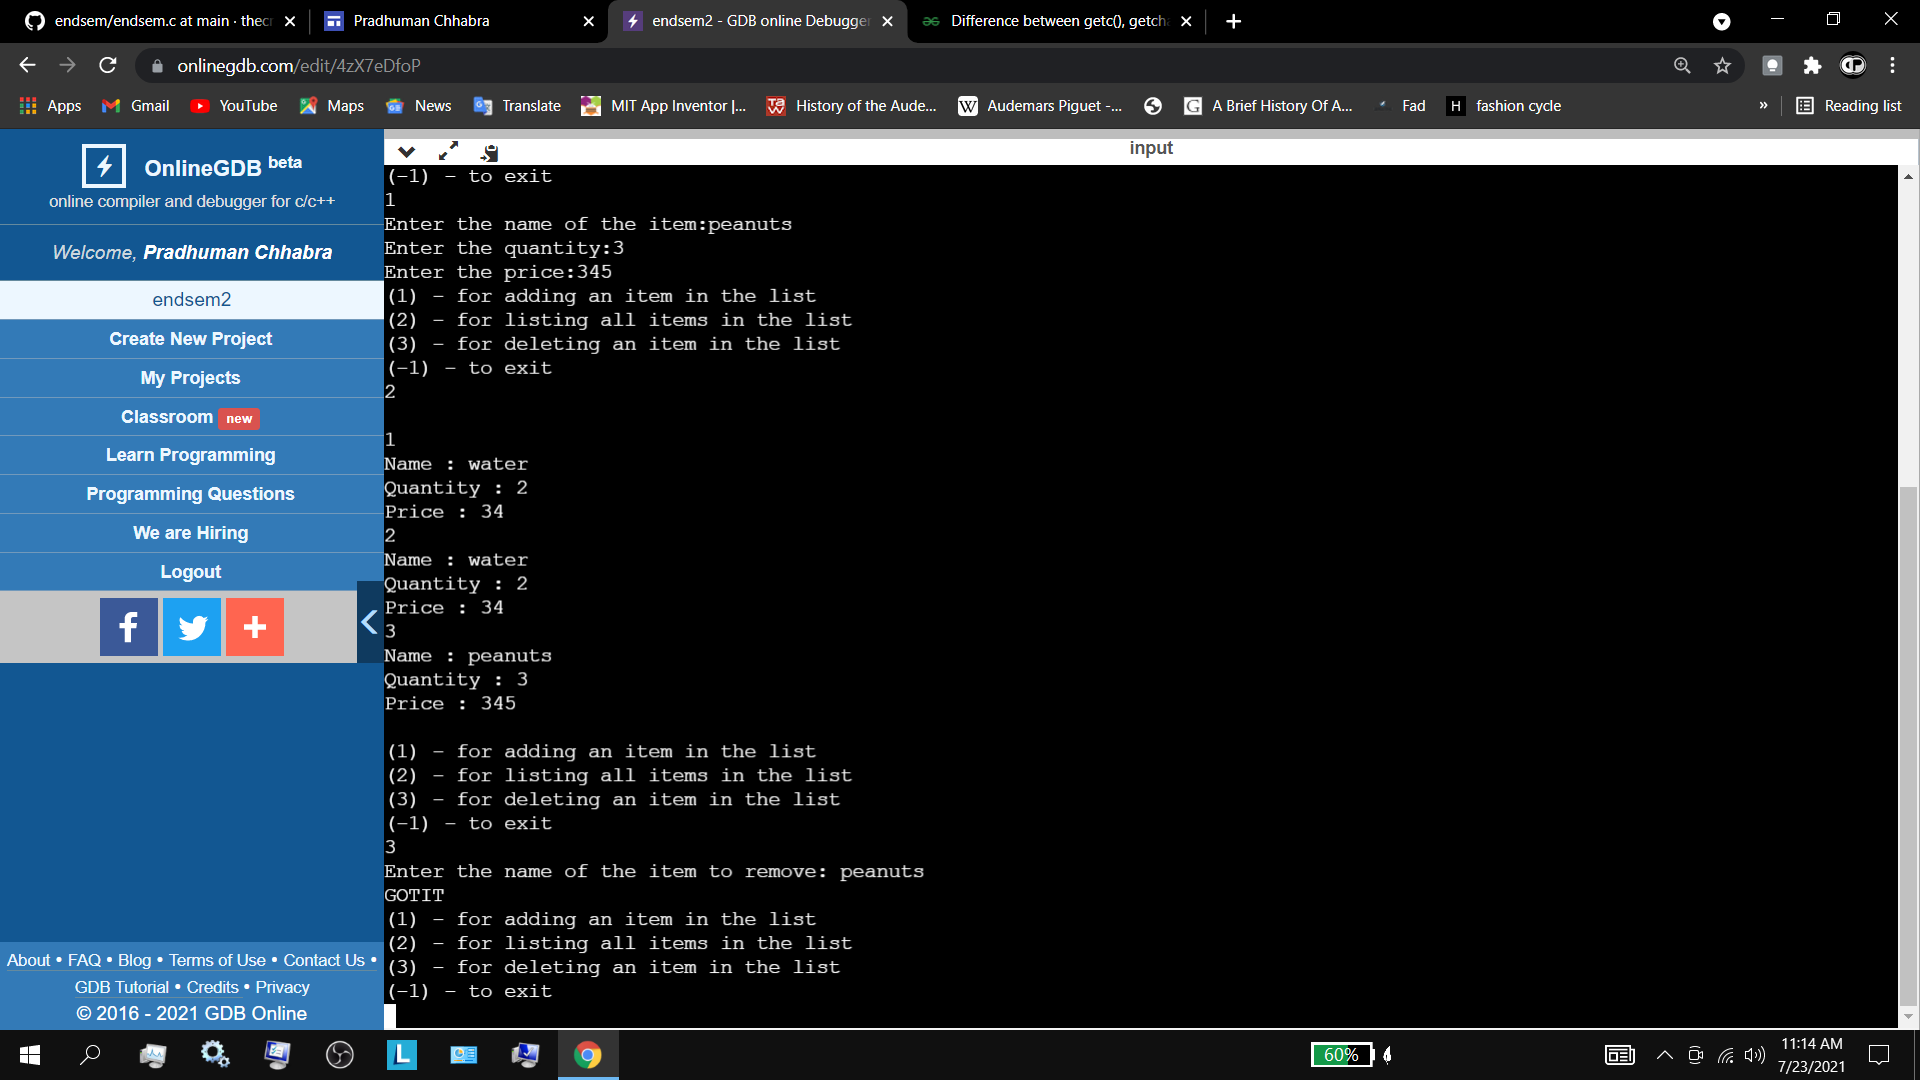 endsem/endsem.c at main · thecr
Pradhuman Chhabra
endsem2 - GDB online Debugger
Difference between getc(), getch
onlinegdb.com/edit/4zX7eDfoP
Apps
Gmail
YouTube
Maps
News
Translate
MIT App Inventor |...
History of the Aude...
Audemars Piguet -...
A Brief History Of A...
Fad
H
fashion cycle
»
Reading list
OnlineGDB beta
online compiler and debugger for c/c++
Welcome, Pradhuman Chhabra
endsem2
Create New Project
My Projects
Classroom new
Learn Programming
Programming Questions
We are Hiring
Logout
About • FAQ • Blog • Terms of Use • Contact Us •
GDB Tutorial • Credits • Privacy
© 2016 - 2021 GDB Online
input
(-1) - to exit
1
Enter the name of the item:peanuts
Enter the quantity:3
Enter the price:345
(1) - for adding an item in the list
(2) - for listing all items in the list
(3) - for deleting an item in the list
(-1) - to exit
2
1
Name : water
Quantity : 2
Price : 34
2
Name : water
Quantity : 2
Price : 34
3
Name : peanuts
Quantity : 3
Price : 345
(1) - for adding an item in the list
(2) - for listing all items in the list
(3) - for deleting an item in the list
(-1) - to exit
3
Enter the name of the item to remove: peanuts
GOTIT
(1) - for adding an item in the list
(2) - for listing all items in the list
(3) - for deleting an item in the list
(-1) - to exit
L
60%
11:14 AM
7/23/2021